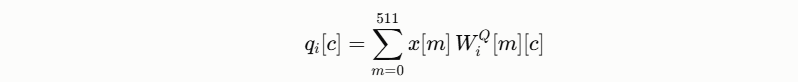 $q_i[c] = \sum_{m=0}^{511} x[m] \, W_i^Q[m][c]$